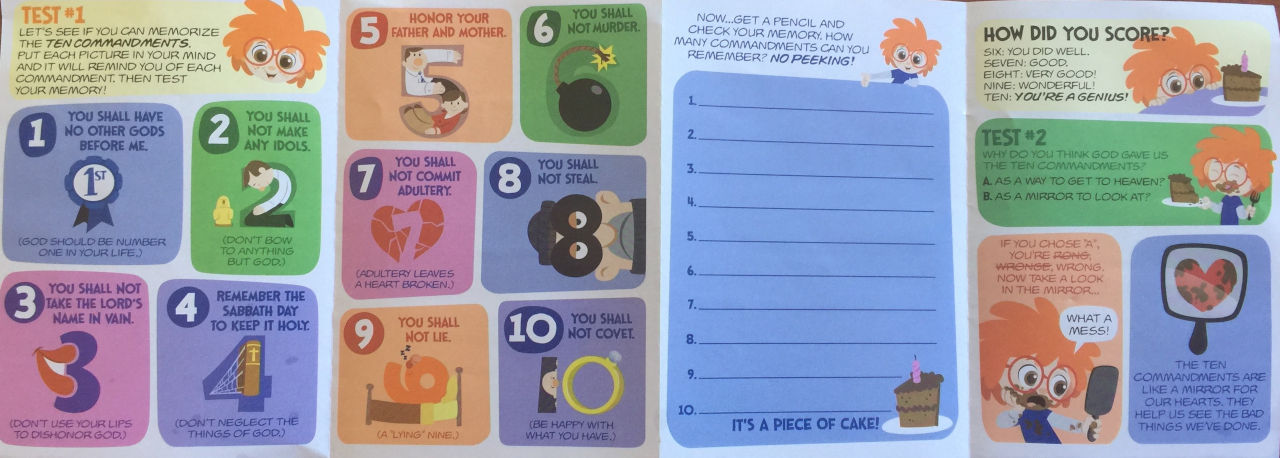 TEST #1
LET'S SEE IF YOU CAN MEMORIZE
THE TEN COMMANDMENTS.
PUT EACH PICTURE IN YOUR MIND
AND IT WILL REMIND YOU OF EACH
COMMANDMENT. THEN TEST
YOUR MEMORY!
1
YOU SHALL HAVE
NO OTHER GODS
BEFORE ME.
1ST
(GOD SHOULD BE NUMBER
ONE IN YOUR LIFE.)
2
YOU SHALL
NOT MAKE
ANY IDOLS.
2
(DON'T BOW
TO ANYTHING
BUT GOD.)
3
YOU SHALL NOT
TAKE THE LORD'S
NAME IN VAIN.
3
(DON'T USE YOUR LIPS
TO DISHONOR GOD.)
4
REMEMBER THE
SABBATH DAY
TO KEEP IT HOLY.
4
(DON'T NEGLECT THE
THINGS OF GOD.)
5
HONOR YOUR
FATHER AND MOTHER.
5
6
YOU SHALL
NOT MURDER.
6
7
YOU SHALL
NOT COMMIT
ADULTERY.
7
(ADULTERY LEAVES
A HEART BROKEN.)
8
YOU SHALL
NOT STEAL.
8
9
YOU SHALL
NOT LIE.
zzz
9
(A "LYING" NINE.)
10
YOU SHALL
NOT COVET.
10
(BE HAPPY WITH
WHAT YOU HAVE.)
NOW...GET A PENCIL AND
CHECK YOUR MEMORY. HOW
MANY COMMANDMENTS CAN YOU
REMEMBER? NO PEEKING!
1.
2.
3.
4.
5.
6.
7.
8.
9.
10.
IT'S A PIECE OF CAKE!
HOW DID YOU SCORE?
SIX: YOU DID WELL.
SEVEN: GOOD.
EIGHT: VERY GOOD!
NINE: WONDERFUL!
TEN: YOU'RE A GENIUS!
TEST #2
WHY DO YOU THINK GOD GAVE US
THE TEN COMMANDMENTS?
A. AS A WAY TO GET TO HEAVEN?
B. AS A MIRROR TO LOOK AT?
IF YOU CHOSE "A",
YOU'RE RONG,
WRONGE, WRONG.
NOW TAKE A LOOK
IN THE MIRROR...
WHAT A
MESS!
THE TEN
COMMANDMENTS ARE
LIKE A MIRROR FOR
OUR HEARTS. THEY
HELP US SEE THE BAD
THINGS WE'VE DONE.